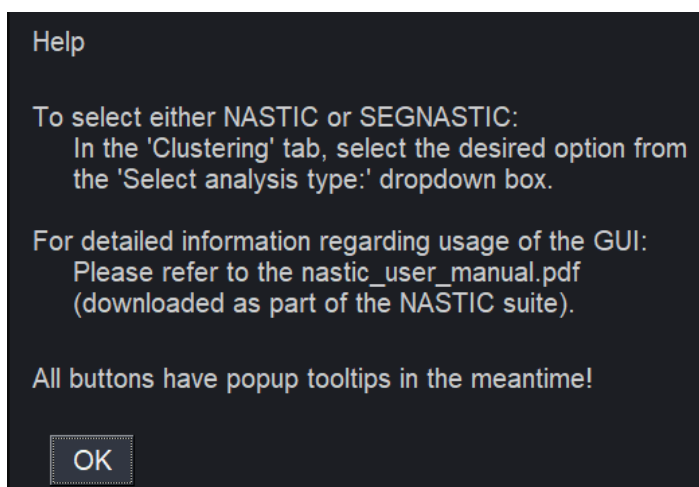 Help
To select either NASTIC or SEGNASTIC:
In the 'Clustering' tab, select the desired option from
the 'Select analysis type:' dropdown box.
For detailed information regarding usage of the GUI:
Please refer to the nastic_user_manual.pdf
(downloaded as part of the NASTIC suite).
All buttons have popup tooltips in the meantime!
OK